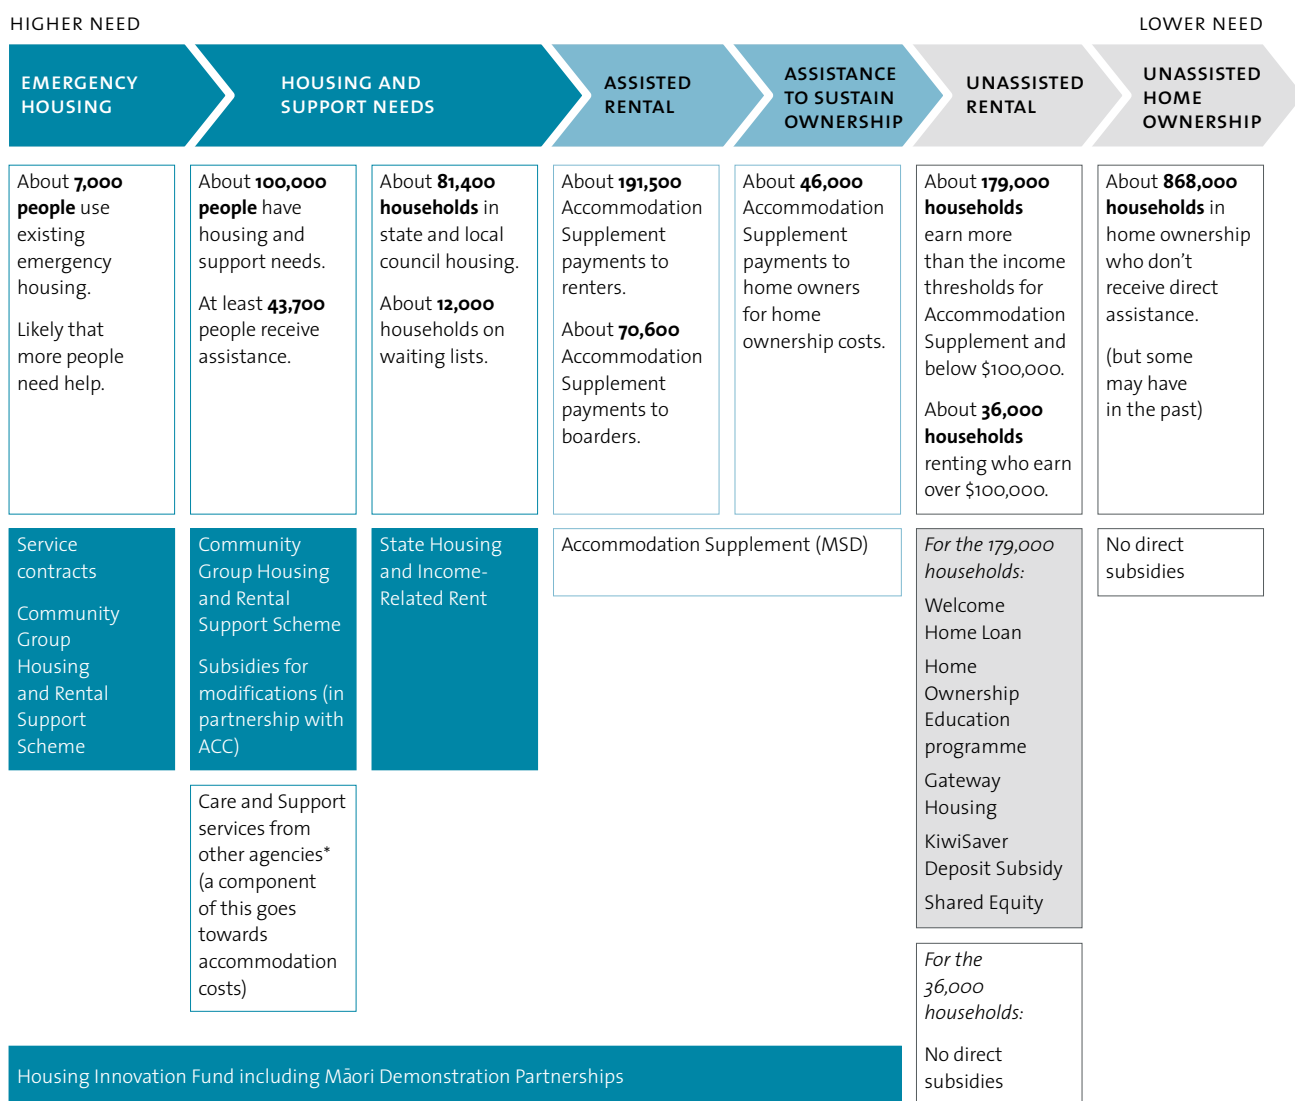 HIGHER NEED
LOWER NEED
EMERGENCY
HOUSING
HOUSING AND
SUPPORT NEEDS
ASSISTED
RENTAL
ASSISTANCE
TO SUSTAIN
OWNERSHIP
UNASSISTED
RENTAL
UNASSISTED
HOME
OWNERSHIP
About 7,000
people use
existing
emergency
housing.
Likely that
more people
need help.
About 100,000
people have
housing and
support needs.
At least 43,700
people receive
assistance.
About 81,400
households in
state and local
council housing.
About 12,000
households on
waiting lists.
About 191,500
Accommodation
Supplement
payments to
renters.
About 70,600
Accommodation
Supplement
payments to
boarders.
About 46,000
Accommodation
Supplement
payments to
home owners
for home
ownership costs.
About 179,000
households
earn more
than the income
thresholds for
Accommodation
Supplement and
below $100,000.
About 36,000
households
renting who earn
over $100,000.
About 868,000
households in
home ownership
who don't
receive direct
assistance.
(but some
may have
in the past)
Service
contracts
Community
Group
Housing
and Rental
Support
Scheme
Community
Group Housing
and Rental
Support Scheme
Subsidies for
modifications (in
partnership with
ACC)
State Housing
and Income-
Related Rent
Accommodation Supplement (MSD)
For the 179,000
households:
Welcome
Home Loan
Home
Ownership
Education
programme
Gateway
Housing
KiwiSaver
Deposit Subsidy
Shared Equity
No direct
subsidies
Care and Support
services from
other agencies*
(a component
of this goes
towards
accommodation
costs)
For the
36,000
households:
No direct
subsidies
Housing Innovation Fund including Māori Demonstration Partnerships